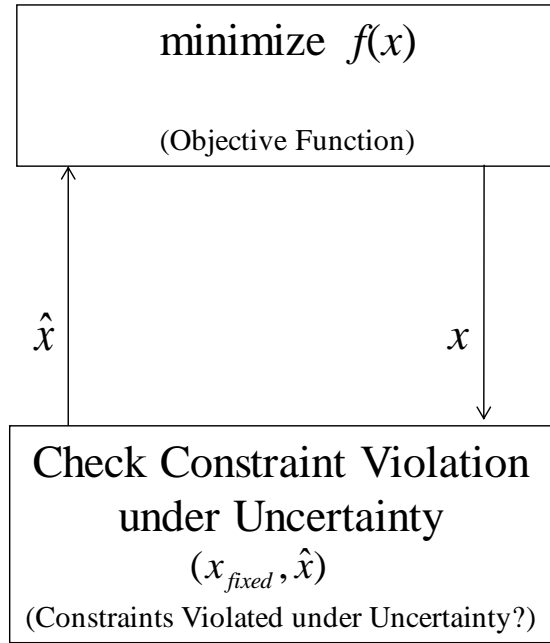 minimize f(x)
(Objective Function)
x̂
x
Check Constraint Violation
under Uncertainty
(x_fixed, x̂)
(Constraints Violated under Uncertainty?)